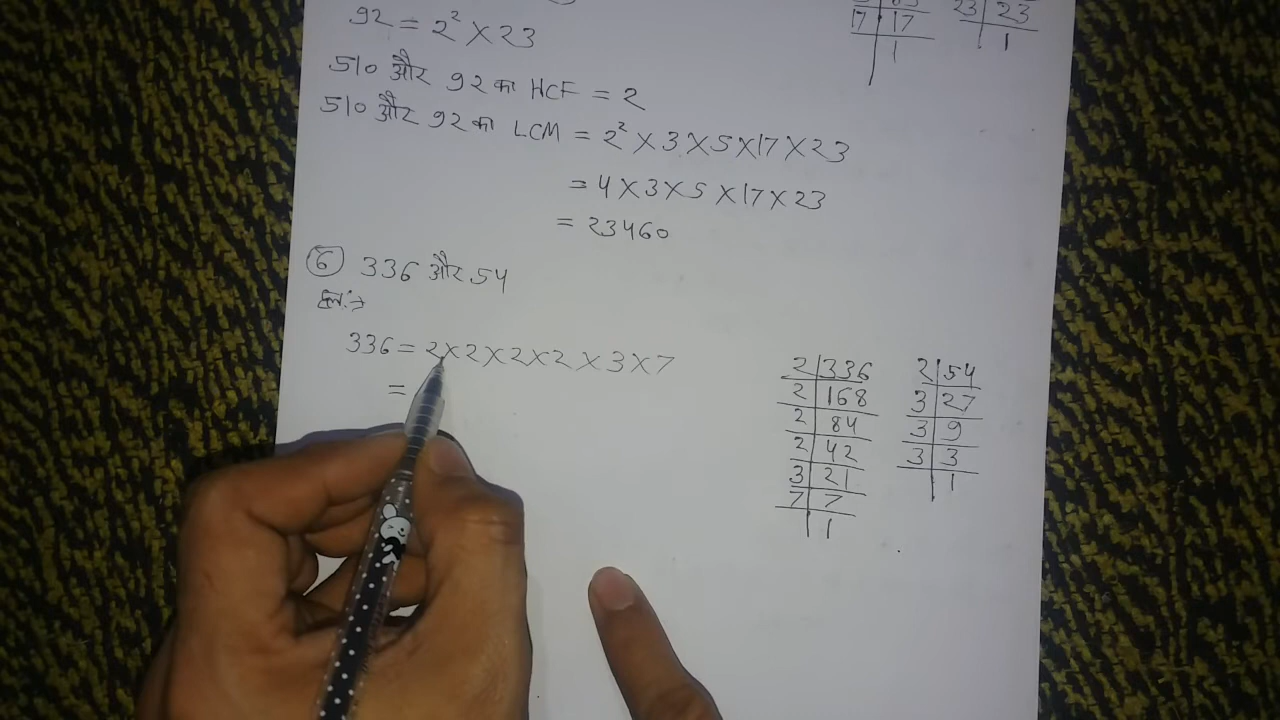 92 = 2² × 23
510 और 92 का HCF = 2
510 और 92 का LCM = 2² × 3 × 5 × 17 × 23
= 4 × 3 × 5 × 17 × 23
= 23460
6 336 और 54
हल:→
336 = 2 × 2 × 2 × 2 × 3 × 7
=
17 | 17
1
23 | 23
1
2 | 336
2 | 168
2 | 84
2 | 42
3 | 21
7 | 7
1
2 | 54
3 | 27
3 | 9
3 | 3
1